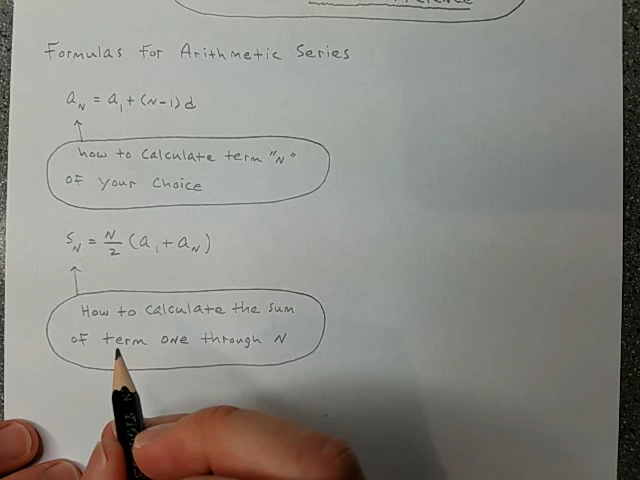 Formulas for Arithmetic Series
a_N = a_1 + (N-1)d
how to calculate term "N"
of your choice
S_N = N/2 (a_1 + a_N)
How to calculate the sum
of term one through N